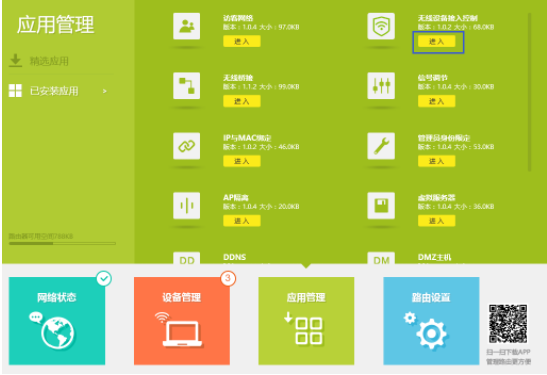 应用管理
精选应用
已安装应用
路由器可用空间768KB
访客网络
版本：1.0.4 大小：97.0KB
进入
无线设备接入控制
版本：1.0.2 大小：68.0KB
进入
无线桥接
版本：1.1.2 大小：99.0KB
进入
信号调节
版本：1.0.4 大小：30.0KB
进入
IP与MAC绑定
版本：1.0.2 大小：46.0KB
进入
管理员身份限定
版本：1.0.4 大小：53.0KB
进入
AP隔离
版本：1.0.4 大小：20.0KB
进入
虚拟服务器
版本：1.0.4 大小：36.0KB
进入
DD
DDNS
DM
DMZ主机
网络状态
设备管理
3
应用管理
路由设置
扫一扫下载APP
管理路由更方便